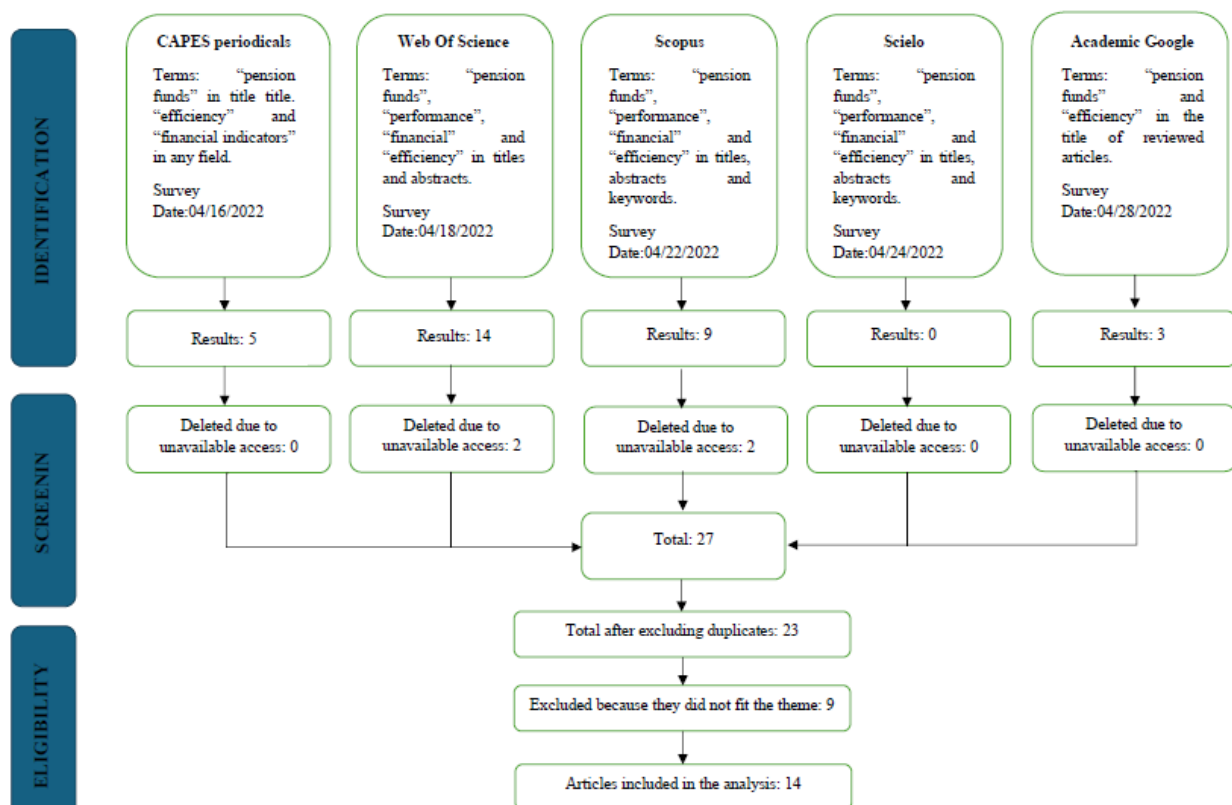 IDENTIFICATION
CAPES periodicals
Terms: “pension
funds” in title title.
“efficiency” and
“financial indicators”
in any field.
Survey
Date:04/16/2022
Web Of Science
Terms: “pension
funds”,
“performance”,
“financial” and
“efficiency” in titles
and abstracts.
Survey
Date:04/18/2022
Scopus
Terms: “pension
funds”,
“performance”,
“financial” and
“efficiency” in titles,
abstracts and
keywords.
Survey
Date:04/22/2022
Scielo
Terms: “pension
funds”,
“performance”,
“financial” and
“efficiency” in titles,
abstracts and
keywords.
Survey
Date:04/24/2022
Academic Google
Terms: “pension
funds” and
“efficiency” in the
title of reviewed
articles.
Survey
Date:04/28/2022
Results: 5
Results: 14
Results: 9
Results: 0
Results: 3
SCREENIN
Deleted due to
unavailable access: 0
Deleted due to
unavailable access: 2
Deleted due to
unavailable access: 2
Deleted due to
unavailable access: 0
Deleted due to
unavailable access: 0
Total: 27
ELIGIBILITY
Total after excluding duplicates: 23
Excluded because they did not fit the theme: 9
Articles included in the analysis: 14